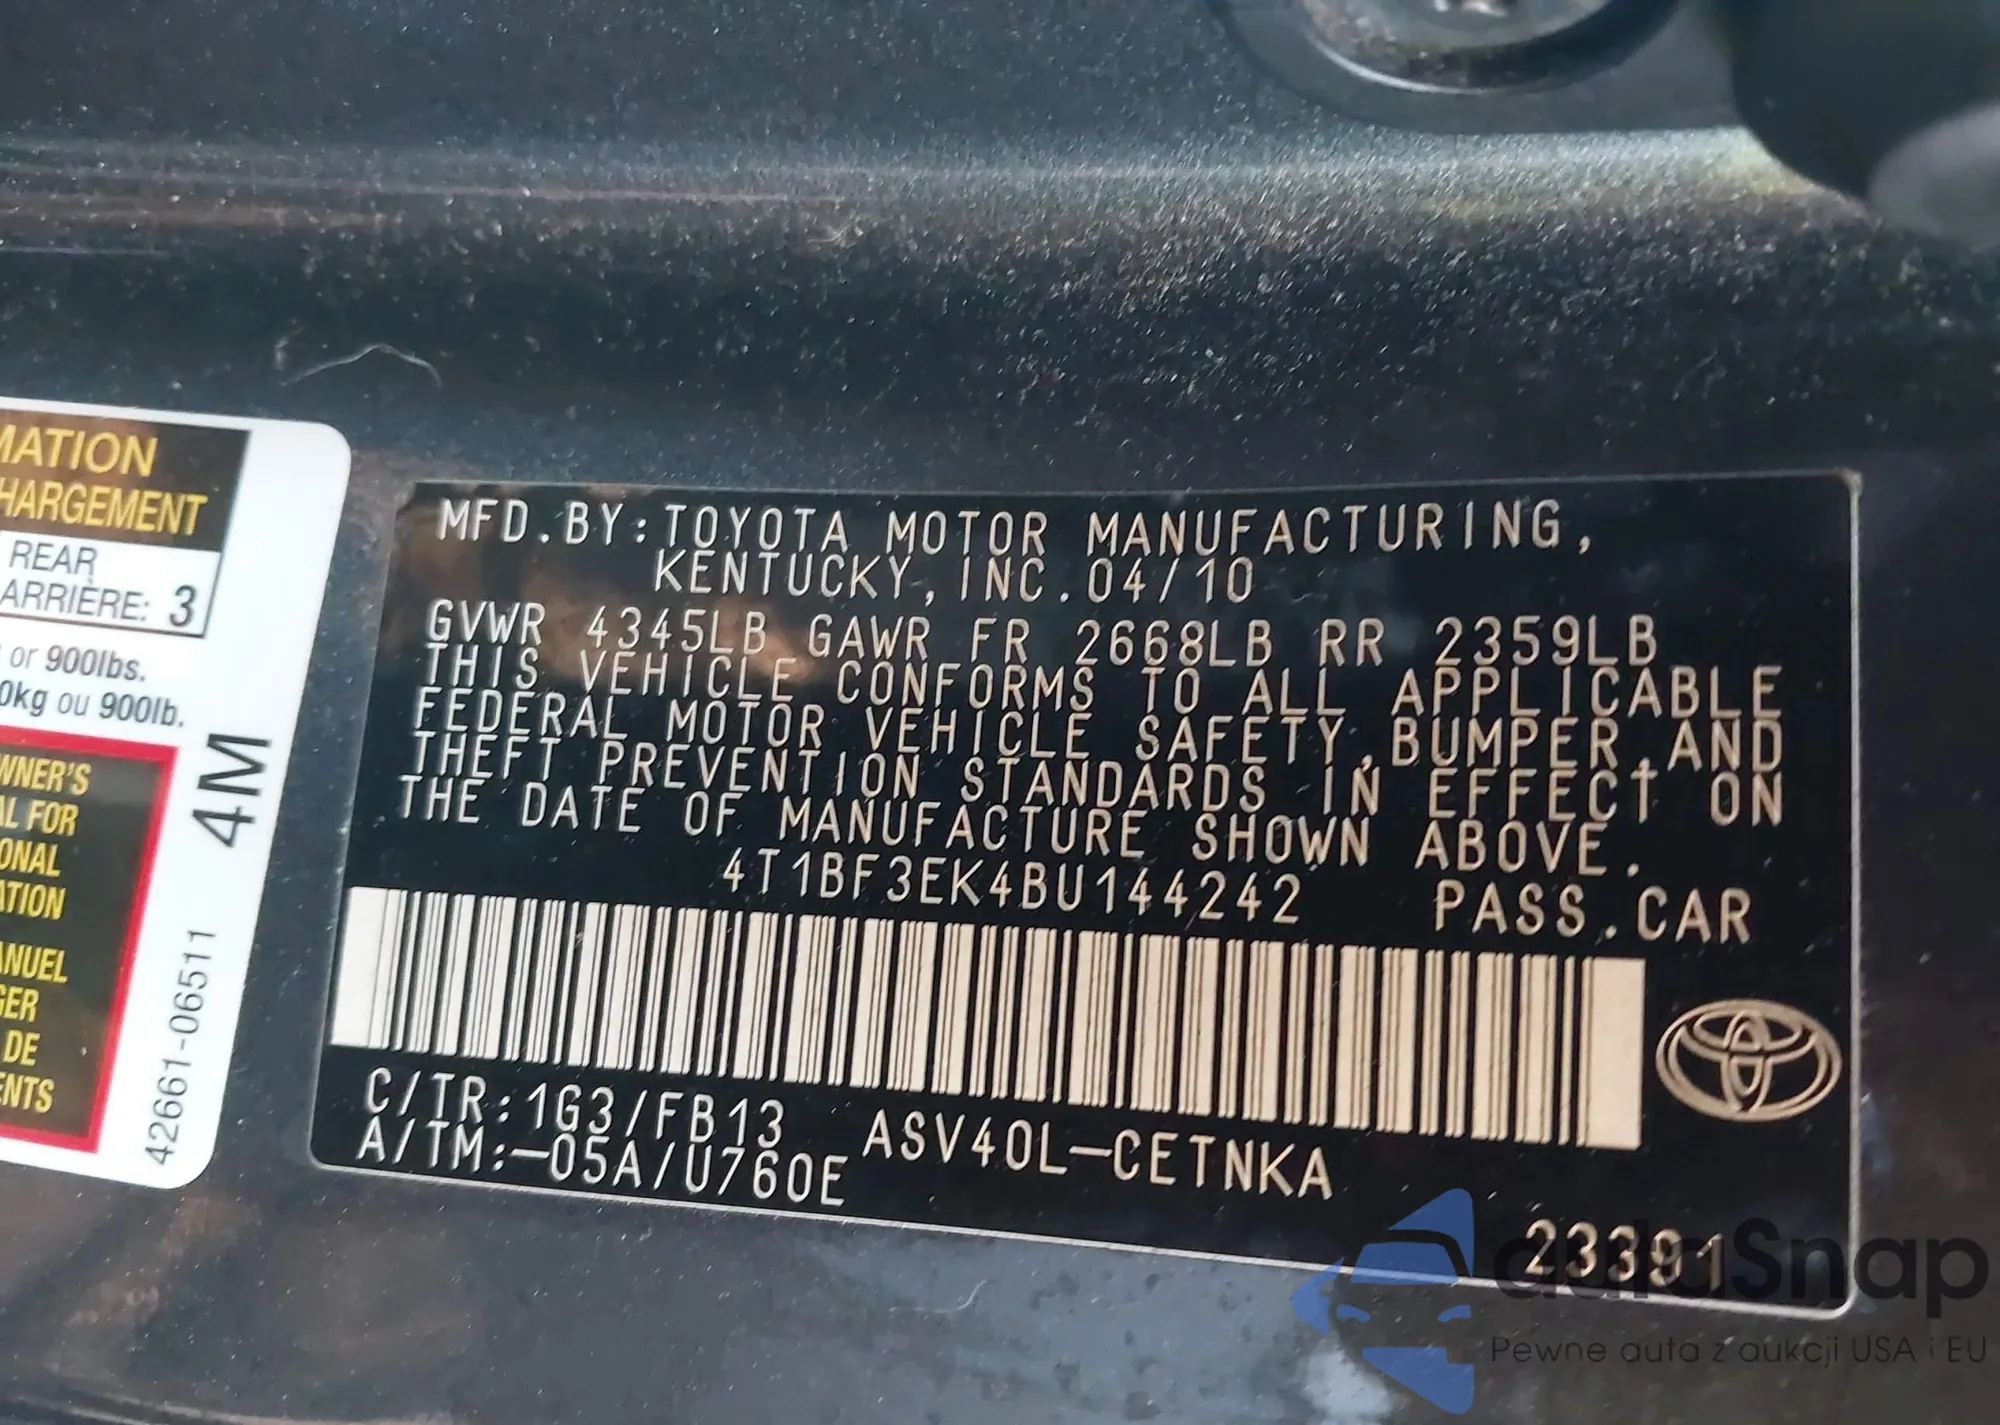 MATION
HARGEMENT
REAR
ARRIÈRE: 3
or 900lbs.
0kg ou 900lb.
WNER'S
AL FOR
ONAL
ATION
ANUEL
GER
DE
ENTS
42661-06511 4M
MFD.BY:TOYOTA MOTOR MANUFACTURING,
KENTUCKY,INC.04/10
GVWR 4345LB GAWR FR 2668LB RR 2359LB
THIS VEHICLE CONFORMS TO ALL APPLICABLE
FEDERAL MOTOR VEHICLE SAFETY,BUMPER,AND
THEFT PREVENTION STANDARDS IN EFFECT ON
THE DATE OF MANUFACTURE SHOWN ABOVE.
4T1BF3EK4BU144242 PASS.CAR
C/TR:1G3/FB13 ASV40L-CETNKA
A/TM:-05A/U760E
23391
autaSnap
Pewne auta z aukcji USA i EU